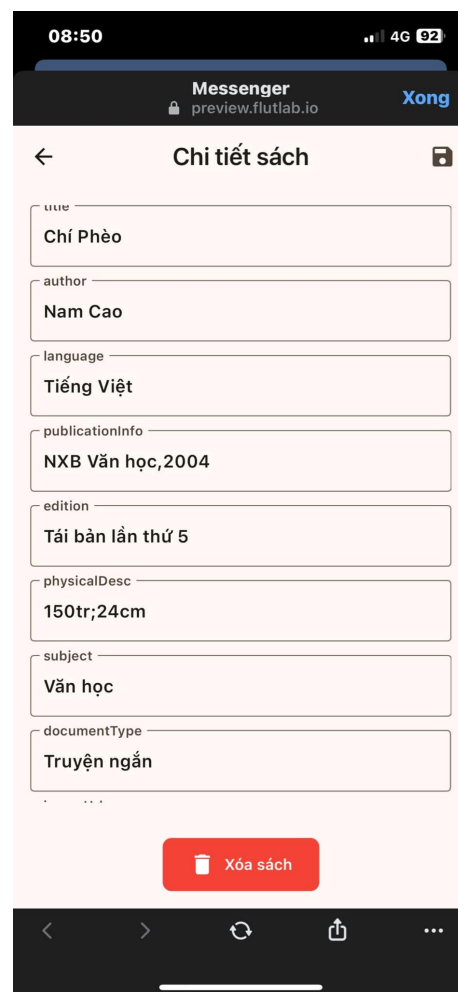 08:50
4G 92
Messenger
preview.flutlab.io
Xong
Chi tiết sách
title
Chí Phèo
author
Nam Cao
language
Tiếng Việt
publicationInfo
NXB Văn học,2004
edition
Tái bản lần thứ 5
physicalDesc
150tr;24cm
subject
Văn học
documentType
Truyện ngắn
Xóa sách